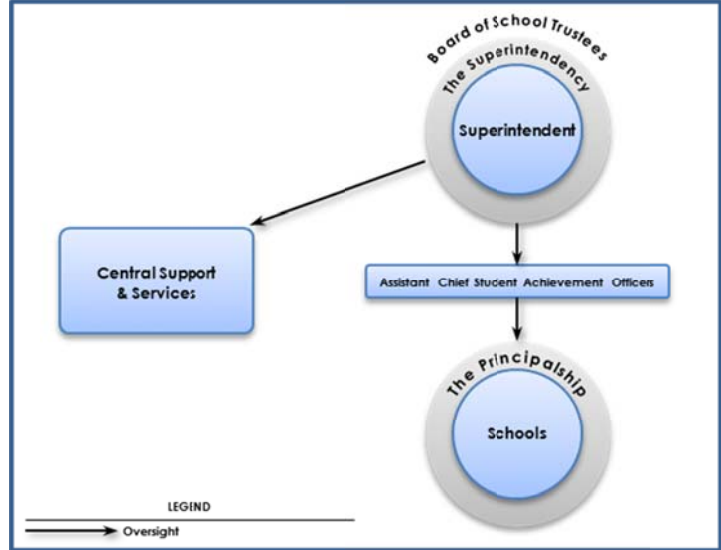 Board of School Trustees
The Superintendency
Superintendent
Central Support
& Services
Assistant Chief Student Achievement Officers
The Principalship
Schools
LEGEND
Oversight